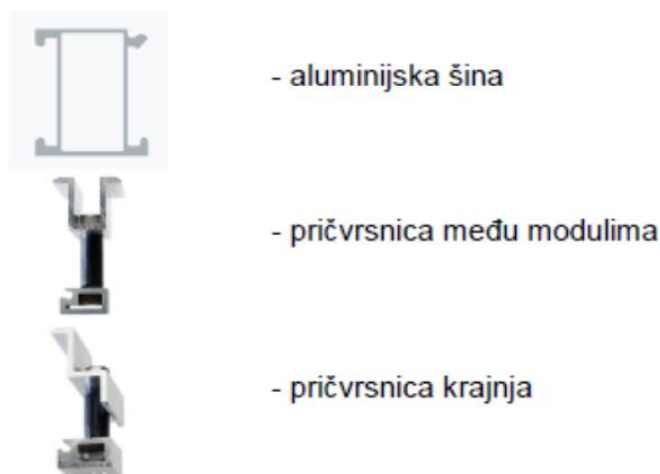 - aluminijska šina
- pričvrsnica među modulima
- pričvrsnica krajnja